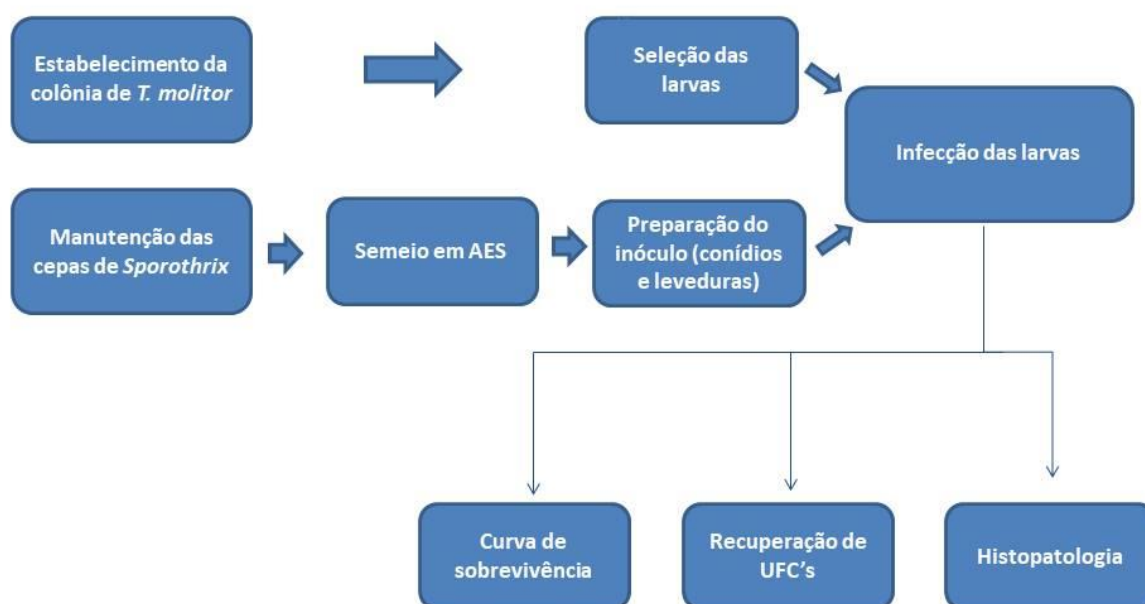 Estabelecimento da
colônia de T. molitor
Seleção das
larvas
Infecção das larvas
Manutenção das
cepas de Sporothrix
Semeio em AES
Preparação do
inóculo (conídios
e leveduras)
Curva de
sobrevivência
Recuperação de
UFC's
Histopatologia